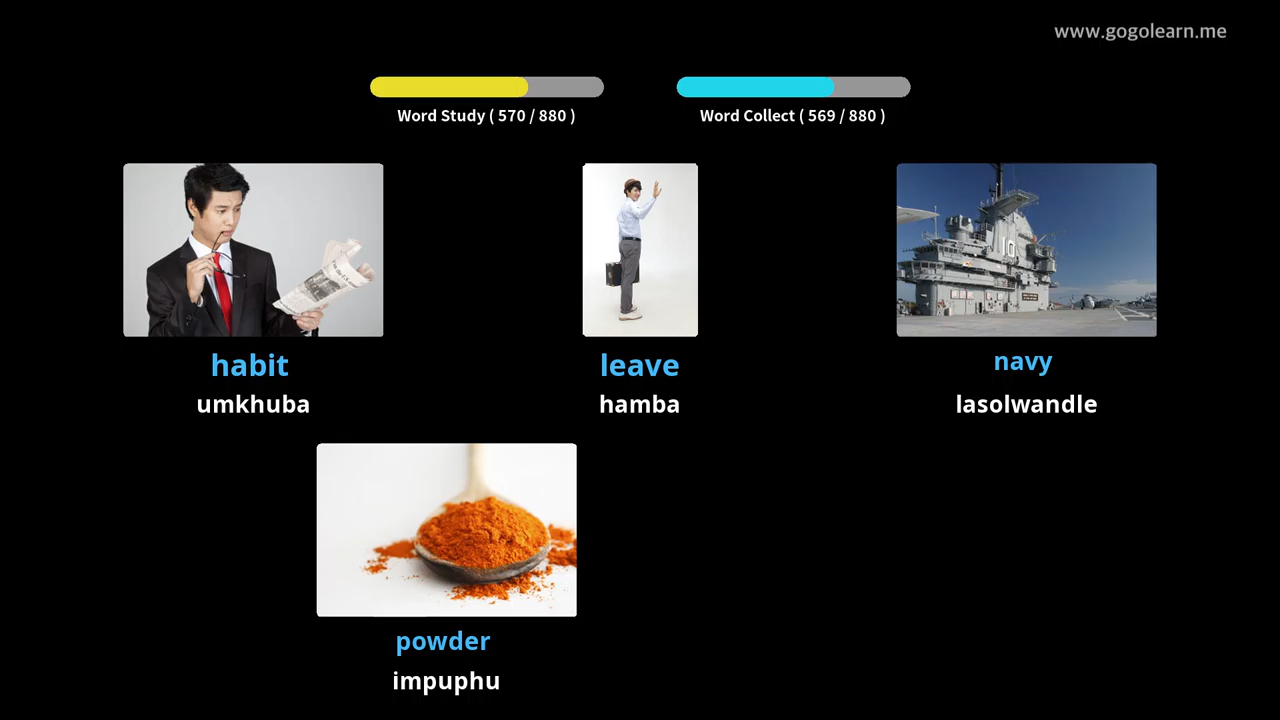 www.gogolearn.me
Word Study ( 570 / 880 )
Word Collect ( 569 / 880 )
habit
umkhuba
leave
hamba
navy
lasolwandle
powder
impuphu
10